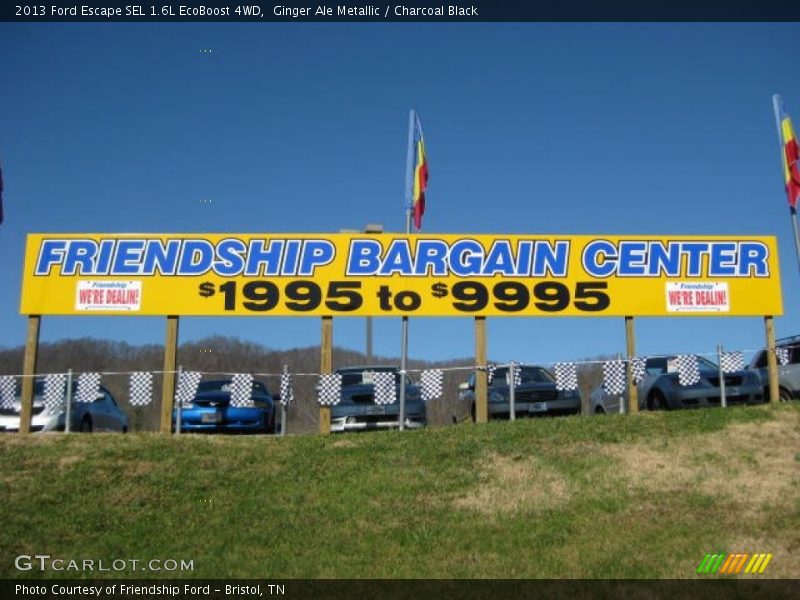 2013 Ford Escape SEL 1.6L EcoBoost 4WD,  Ginger Ale Metallic / Charcoal Black
FRIENDSHIP BARGAIN CENTER
$1995 to $9995
Friendship
WE'RE DEALIN!
Friendship
WE'RE DEALIN!
GTCARLOT.COM
Photo Courtesy of Friendship Ford – Bristol, TN